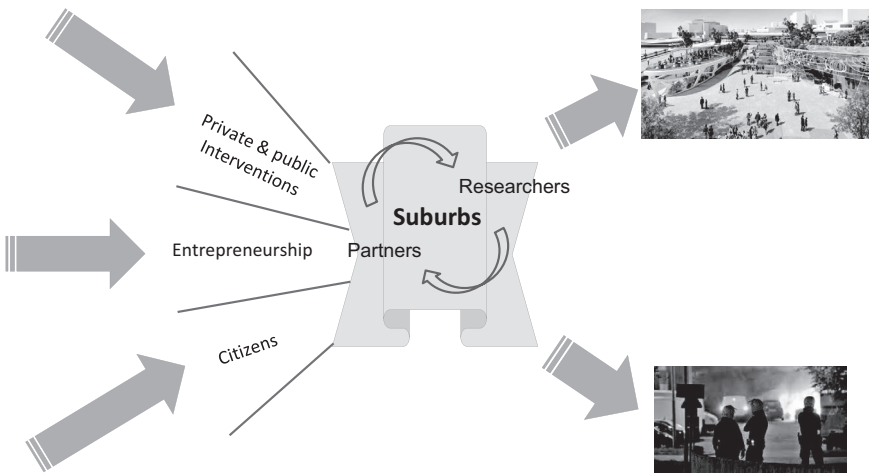 Private & public
Interventions
Researchers
Suburbs
Entrepreneurship
Partners
Citizens